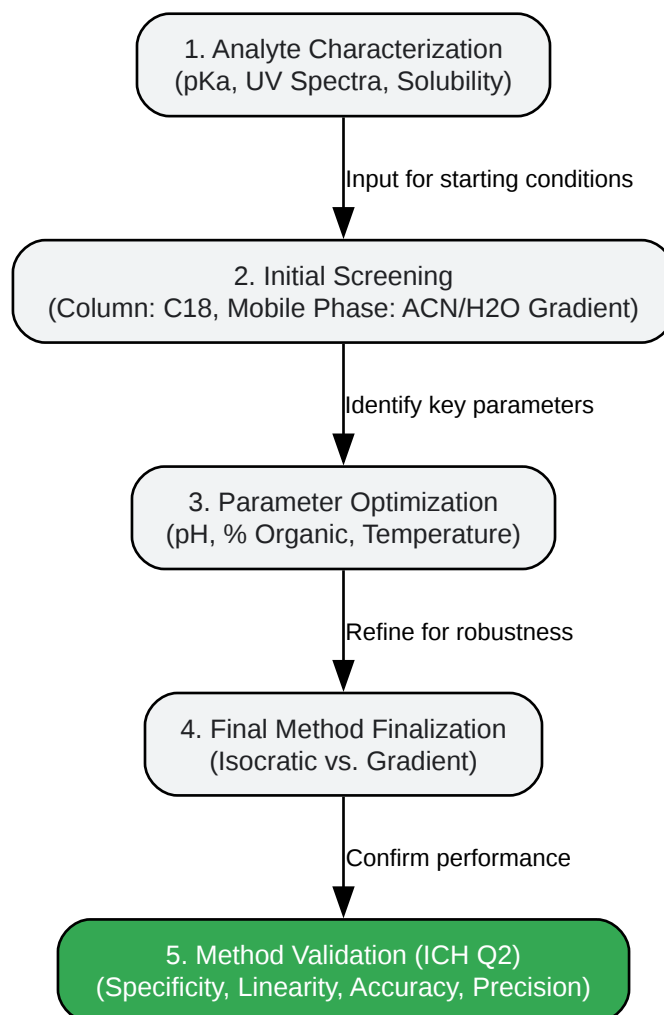 1. Analyte Characterization
(pKa, UV Spectra, Solubility)
Input for starting conditions
2. Initial Screening
(Column: C18, Mobile Phase: ACN/H2O Gradient)
Identify key parameters
3. Parameter Optimization
(pH, % Organic, Temperature)
Refine for robustness
4. Final Method Finalization
(Isocratic vs. Gradient)
Confirm performance
5. Method Validation (ICH Q2)
(Specificity, Linearity, Accuracy, Precision)